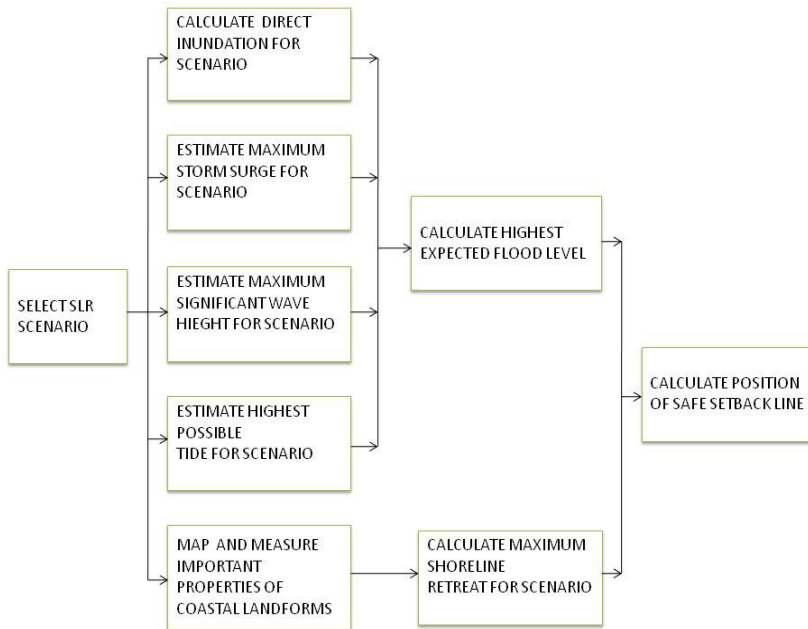 CALCULATE DIRECT
INUNDATION FOR
SCENARIO
ESTIMATE MAXIMUM
STORM SURGE FOR
SCENARIO
SELECT SLR
SCENARIO
ESTIMATE MAXIMUM
SIGNIFICANT WAVE
HIEGHT FOR SCENARIO
ESTIMATE HIGHEST
POSSIBLE
TIDE FOR SCENARIO
MAP AND MEASURE
IMPORTANT
PROPERTIES OF
COASTAL LANDFORMS
CALCULATE HIGHEST
EXPECTED FLOOD LEVEL
CALCULATE MAXIMUM
SHORELINE
RETREAT FOR SCENARIO
CALCULATE POSITION
OF SAFE SETBACK LINE